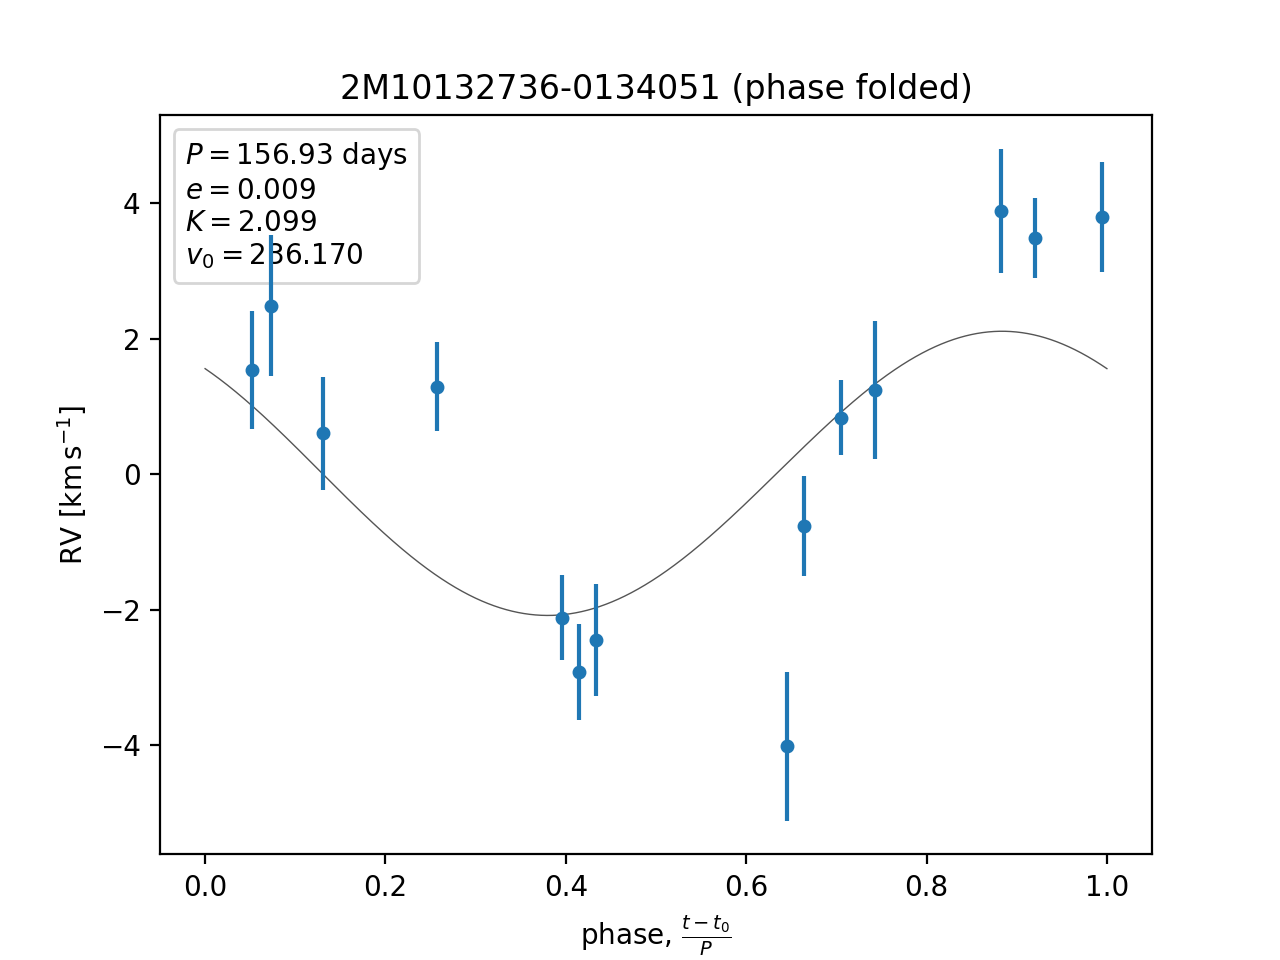 2M10132736-0134051 (phase folded)
P = 156.93 days
e = 0.009
K = 2.099
v₀ = 236.170
4
2
0
−2
−4
RV [km s⁻¹]
0.0 0.2 0.4 0.6 0.8 1.0
phase, (t − t₀)/P